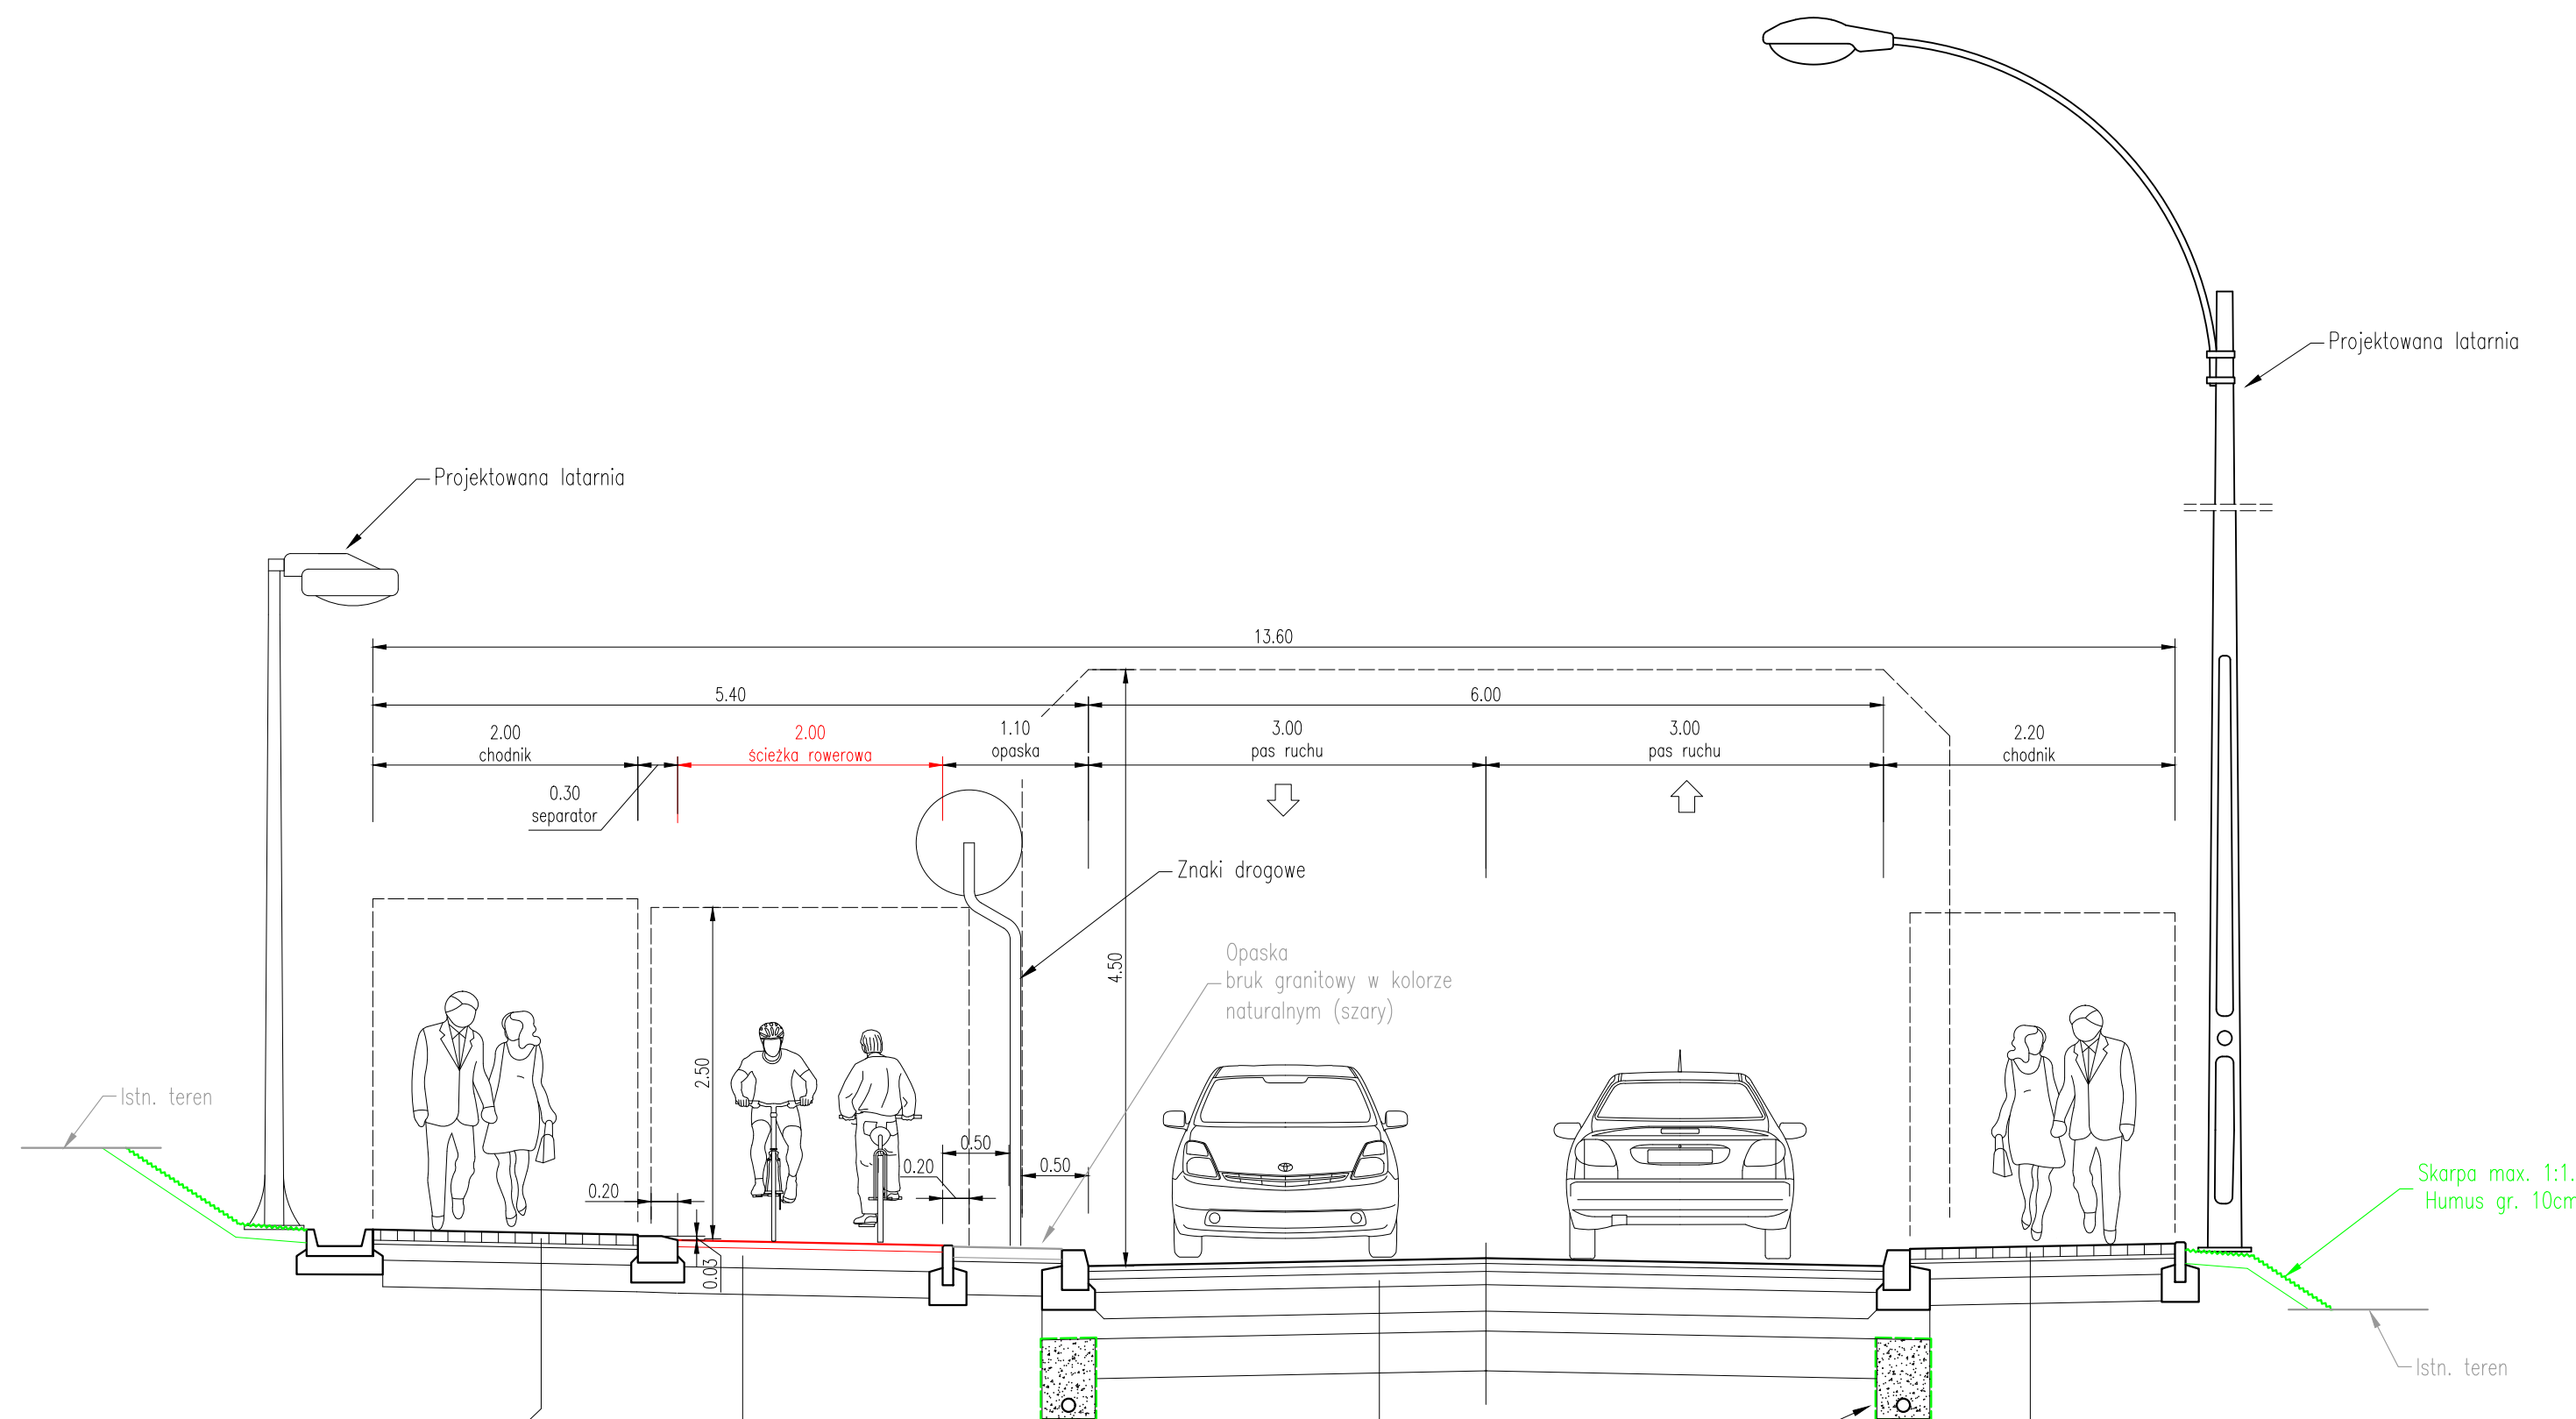 Projektowana latarnia
Projektowana latarnia
13.60
5.40
6.00
2.00
chodnik
2.00
ścieżka rowerowa
1.10
opaska
3.00
pas ruchu
3.00
pas ruchu
2.20
chodnik
0.30
separator
Znaki drogowe
4.50
Opaska
bruk granitowy w kolorze
naturalnym (szary)
2.50
Istn. teren
0.50
0.20
0.50
0.20
0.03
Skarpa max. 1:1.
Humus gr. 10cm
Istn. teren